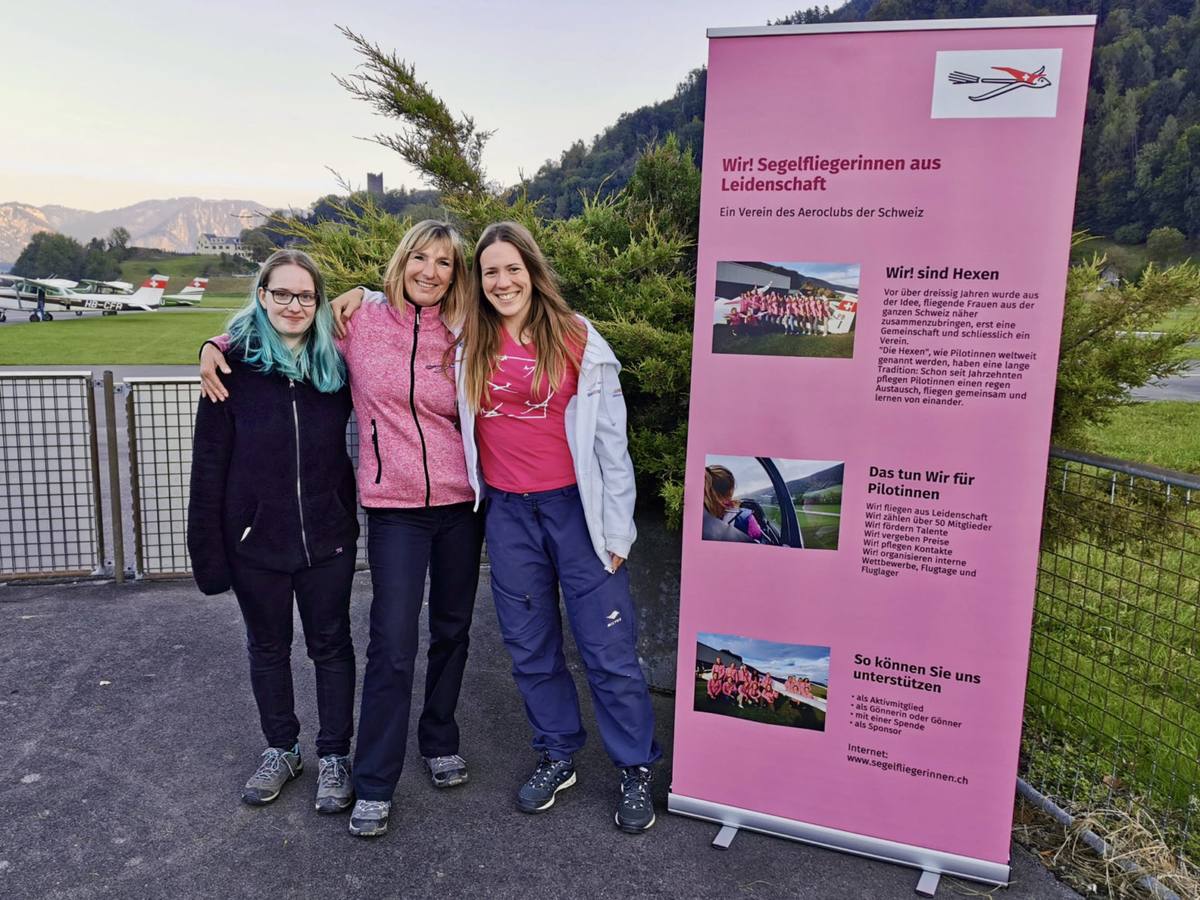 HB-CFP
Wir! Segelfliegerinnen aus
Leidenschaft
Ein Verein des Aeroclubs der Schweiz
Wir! sind Hexen
Vor über dreissig Jahren wurde aus
der Idee, fliegende Frauen aus der
ganzen Schweiz näher
zusammenzubringen, erst eine
Gemeinschaft und schliesslich ein
Verein.
"Die Hexen", wie Pilotinnen weltweit
genannt werden, haben eine lange
Tradition: Schon seit Jahrzehnten
pflegen Pilotinnen einen regen
Austausch, fliegen gemeinsam und
lernen von einander.
Das tun Wir für
Pilotinnen
Wir! fliegen aus Leidenschaft
Wir! zählen über 50 Mitglieder
Wir! fördern Talente
Wir! vergeben Preise
Wir! pflegen Kontakte
Wir! organisieren interne
Wettbewerbe, Flugtage und
Fluglager
So können Sie uns
unterstützen
• als Aktivmitglied
• als Gönnerin oder Gönner
• mit einer Spende
• als Sponsor
Internet:
www.segelfliegerinnen.ch